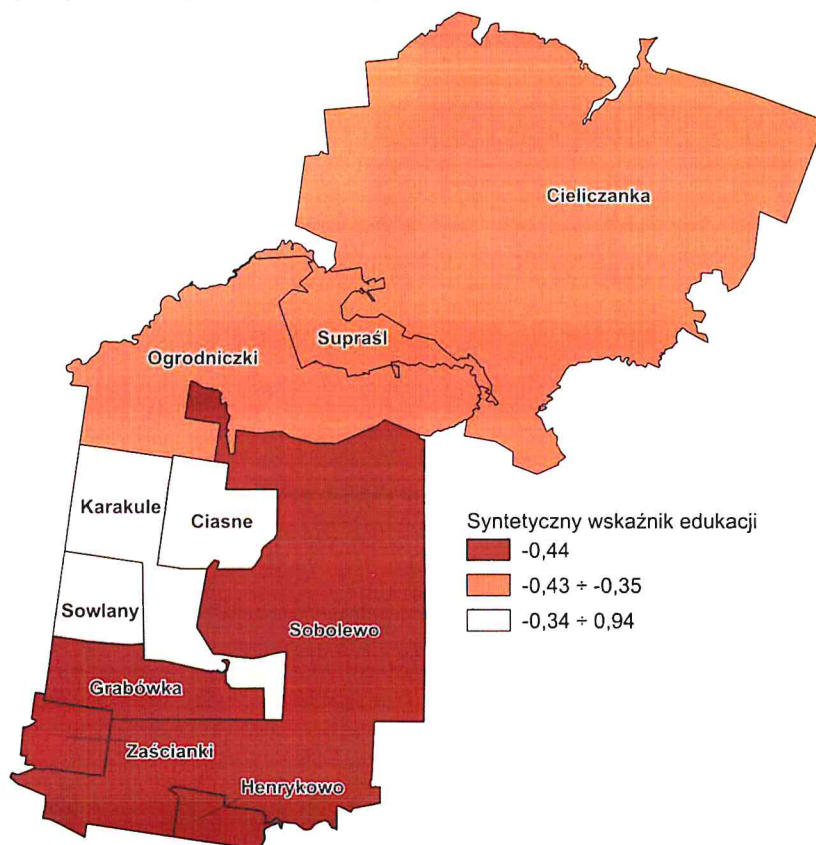 Cieliczanka
Supraśl
Ogrodniczki
Karakule
Ciasne
Syntetyczny wskaźnik edukacji
-0,44
-0,43 ÷ -0,35
-0,34 ÷ 0,94
Sowlany
Sobolewo
Grabówka
Zaścianki
Henrykowo